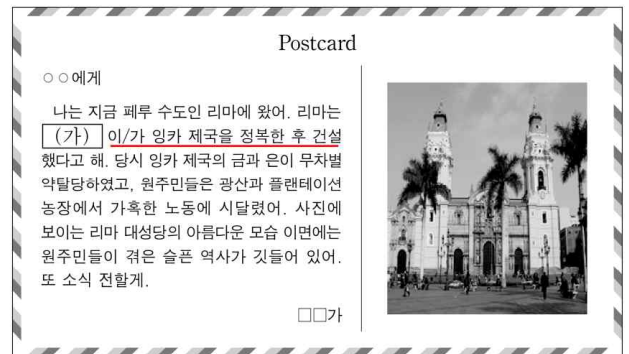 Postcard
○○에게
나는 지금 페루 수도인 리마에 왔어. 리마는
(가) 이/가 잉카 제국을 정복한 후 건설
했다고 해. 당시 잉카 제국의 금과 은이 무차별
약탈당하였고, 원주민들은 광산과 플랜테이션
농장에서 가혹한 노동에 시달렸어. 사진에
보이는 리마 대성당의 아름다운 모습 이면에는
원주민들이 겪은 슬픈 역사가 깃들어 있어.
또 소식 전할게.
□□가